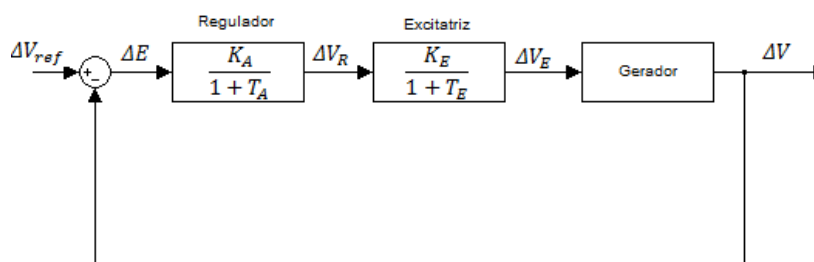 Regulador
Excitatriz
ΔV_ref
+
−
ΔE
K_A
1 + T_A
ΔV_R
K_E
1 + T_E
ΔV_E
Gerador
ΔV